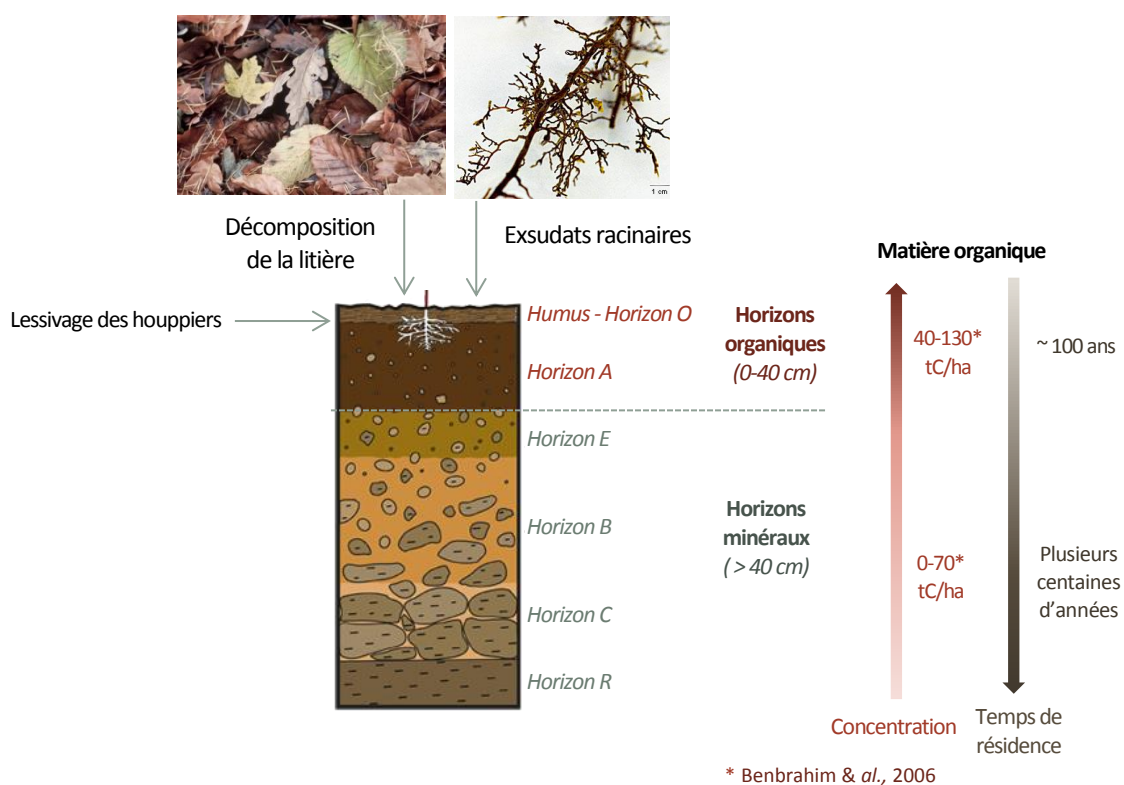 1 cm
Décomposition
de la litière
Exsudats racinaires
Matière organique
Lessivage des houppiers
Humus - Horizon O
Horizon A
Horizons
organiques
(0-40 cm)
40-130*
tC/ha
~ 100 ans
Horizon E
Horizon B
Horizon C
Horizon R
Horizons
minéraux
( > 40 cm)
0-70*
tC/ha
Plusieurs
centaines
d'années
Concentration
Temps de
résidence
* Benbrahim & al., 2006